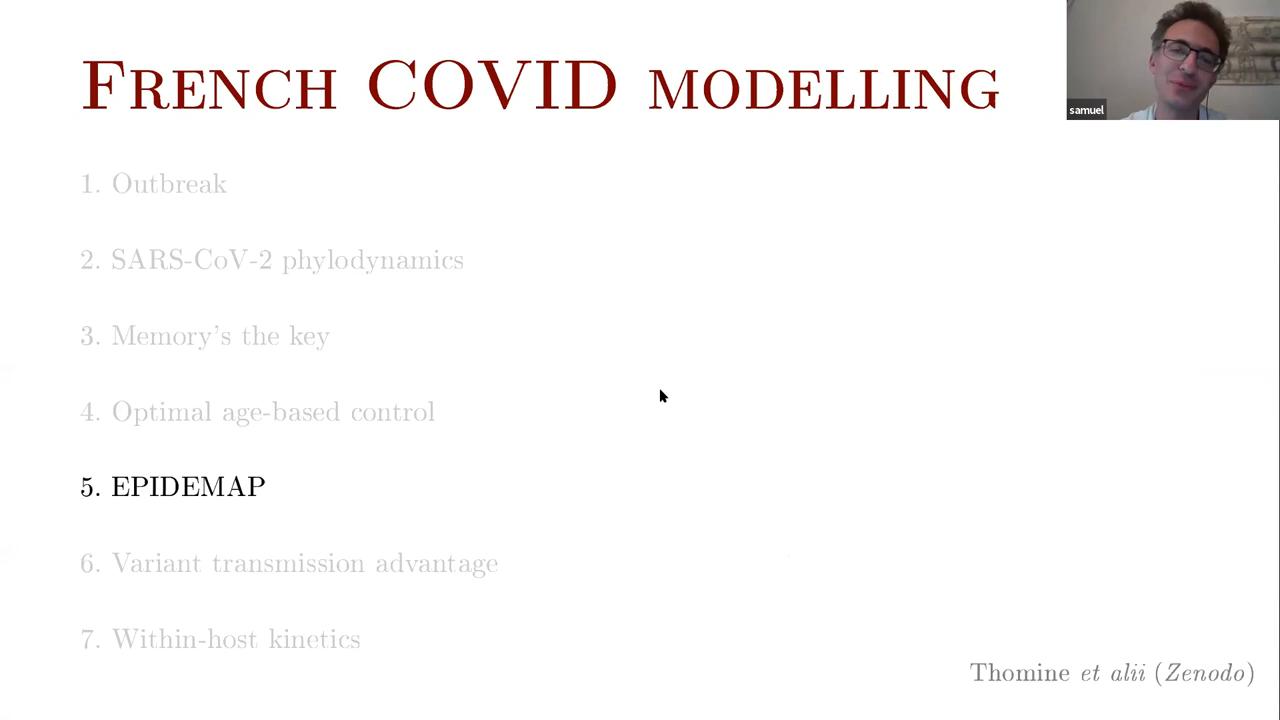 FRENCH COVID MODELLING
samuel
1. Outbreak
2. SARS-CoV-2 phylodynamics
3. Memory's the key
4. Optimal age-based control
5. EPIDEMAP
6. Variant transmission advantage
7. Within-host kinetics
Thomine et alii (Zenodo)